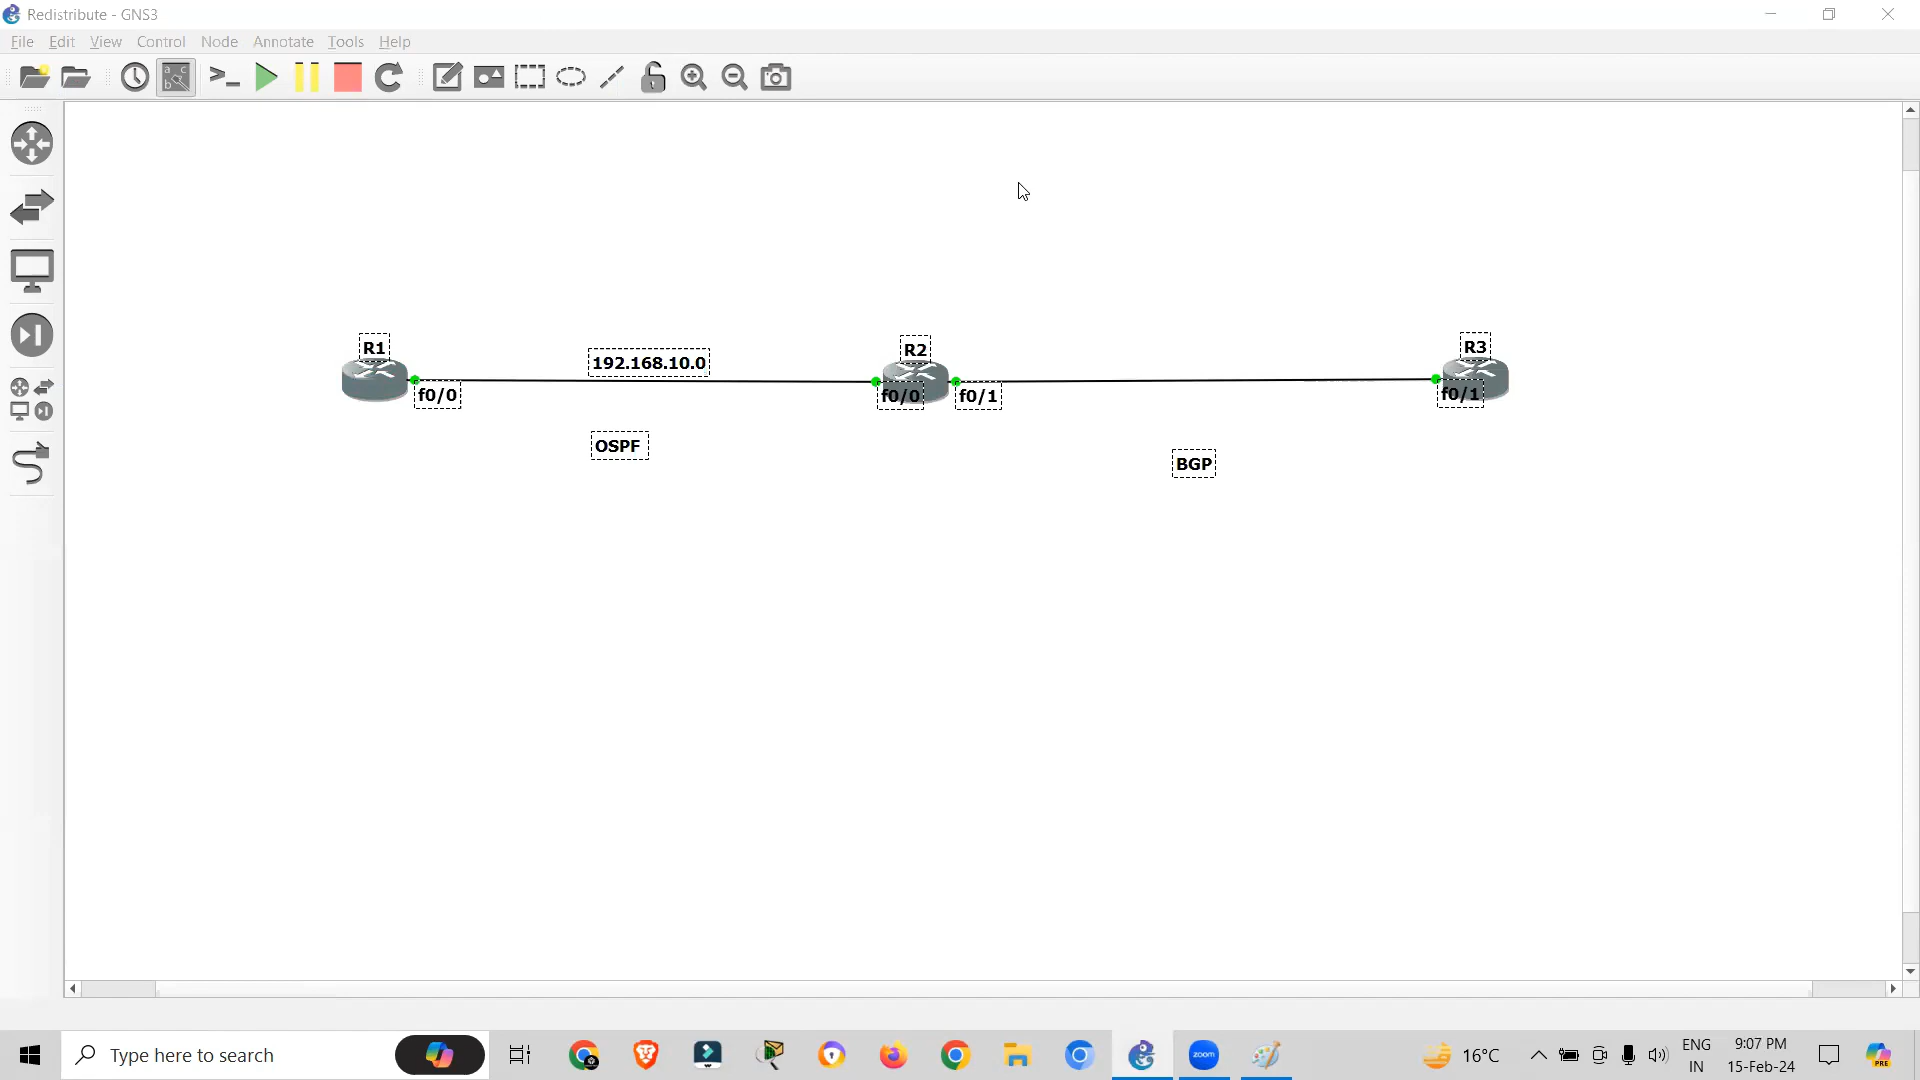 Redistribute - GNS3
File Edit View Control Node Annotate Tools Help
R1
192.168.10.0
R2
R3
f0/0
f0/0
f0/1
f0/1
OSPF
BGP
Type here to search
zoom
16°C
ENG
IN
9:07 PM
15-Feb-24
PRE